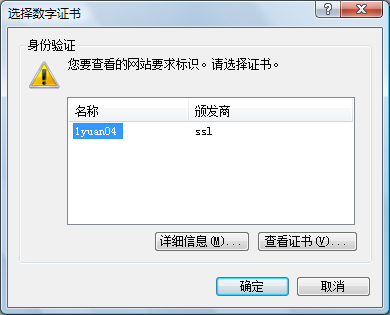 选择数字证书
身份验证
您要查看的网站要求标识。请选择证书。
名称 颁发商
lyuan04 ssl
详细信息(M)... 查看证书(V)...
确定 取消